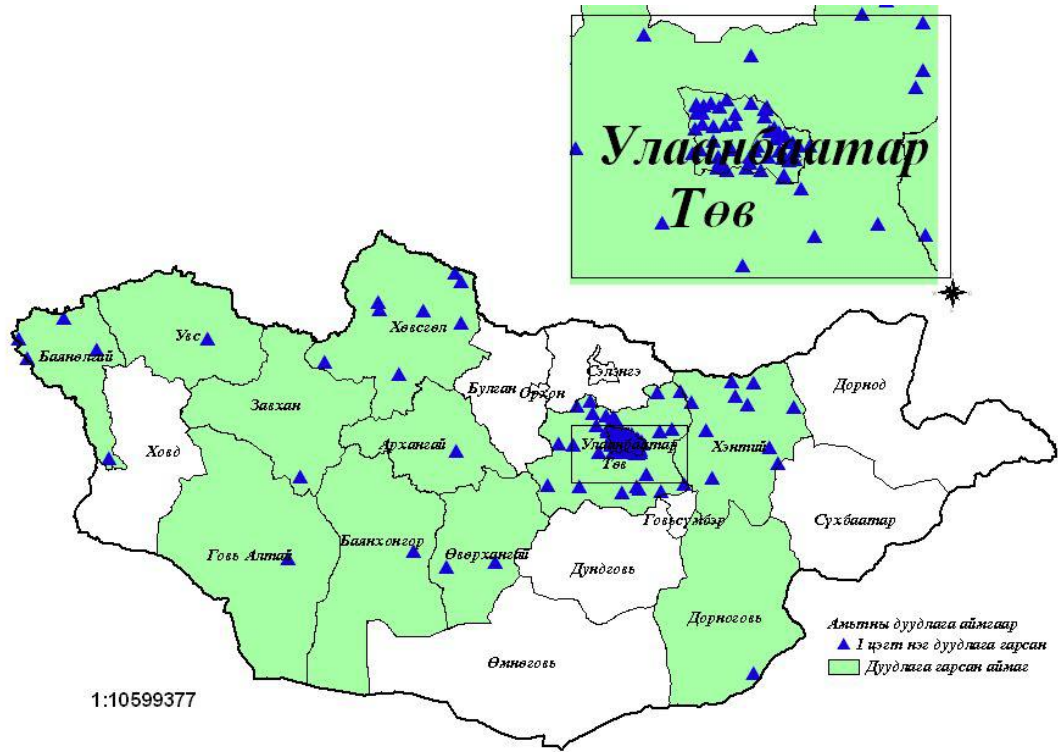 Улаанбаатар
Төв
Хөвсгөл
Увс
Баянөлгий
Сэлэнгэ
Дорнод
Булган
Орхон
Завхан
Архангай
Улаанбаатар
Хэнтий
Ховд
Төв
Говьсүмбэр
Сүхбаатар
Баянхонгор
Өвөрхангай
Говь Алтай
Дундговь
Дорноговь
Өмнөговь
Амьтны дуудлага аймгаар
1 цэгт нэг дуудлага гарсан
Дуудлага гарсан аймаг
1:10599377